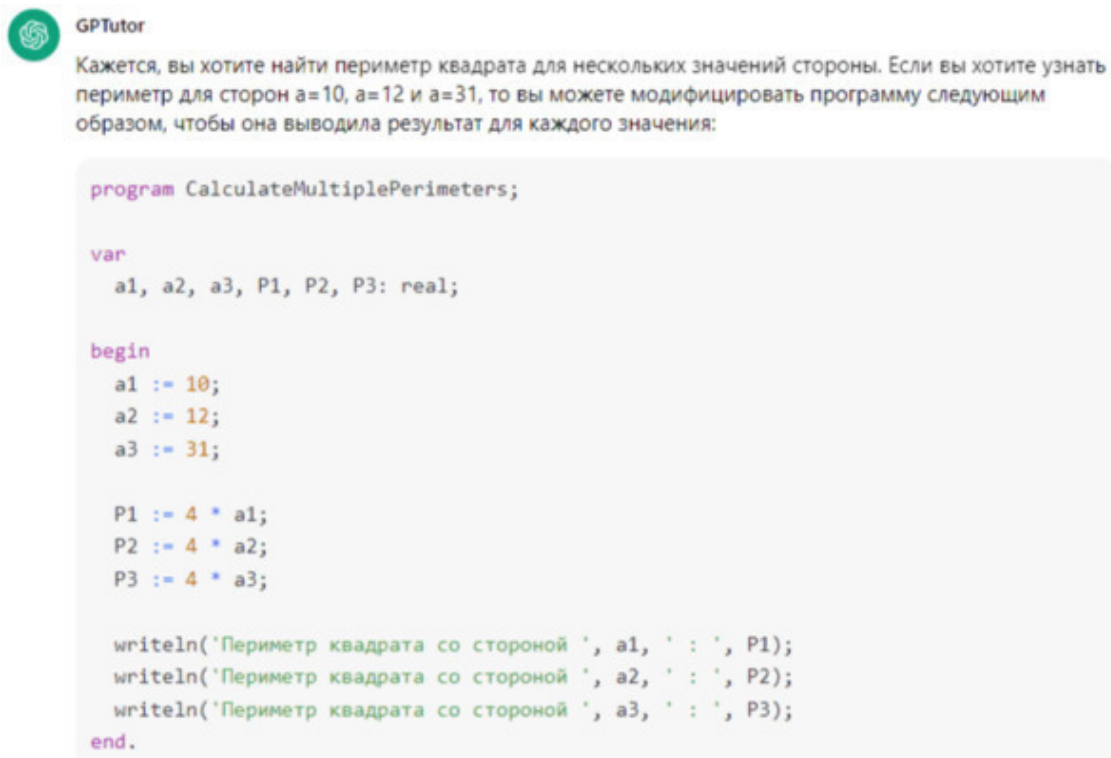 GPTutor
Кажется, вы хотите найти периметр квадрата для нескольких значений стороны. Если вы хотите узнать
периметр для сторон a=10, a=12 и a=31, то вы можете модифицировать программу следующим
образом, чтобы она выводила результат для каждого значения:
program CalculateMultiplePerimeters;
var
a1, a2, a3, P1, P2, P3: real;
begin
a1 := 10;
a2 := 12;
a3 := 31;
P1 := 4 * a1;
P2 := 4 * a2;
P3 := 4 * a3;
writeln('Периметр квадрата со стороной ', a1, ' : ', P1);
writeln('Периметр квадрата со стороной ', a2, ' : ', P2);
writeln('Периметр квадрата со стороной ', a3, ' : ', P3);
end.